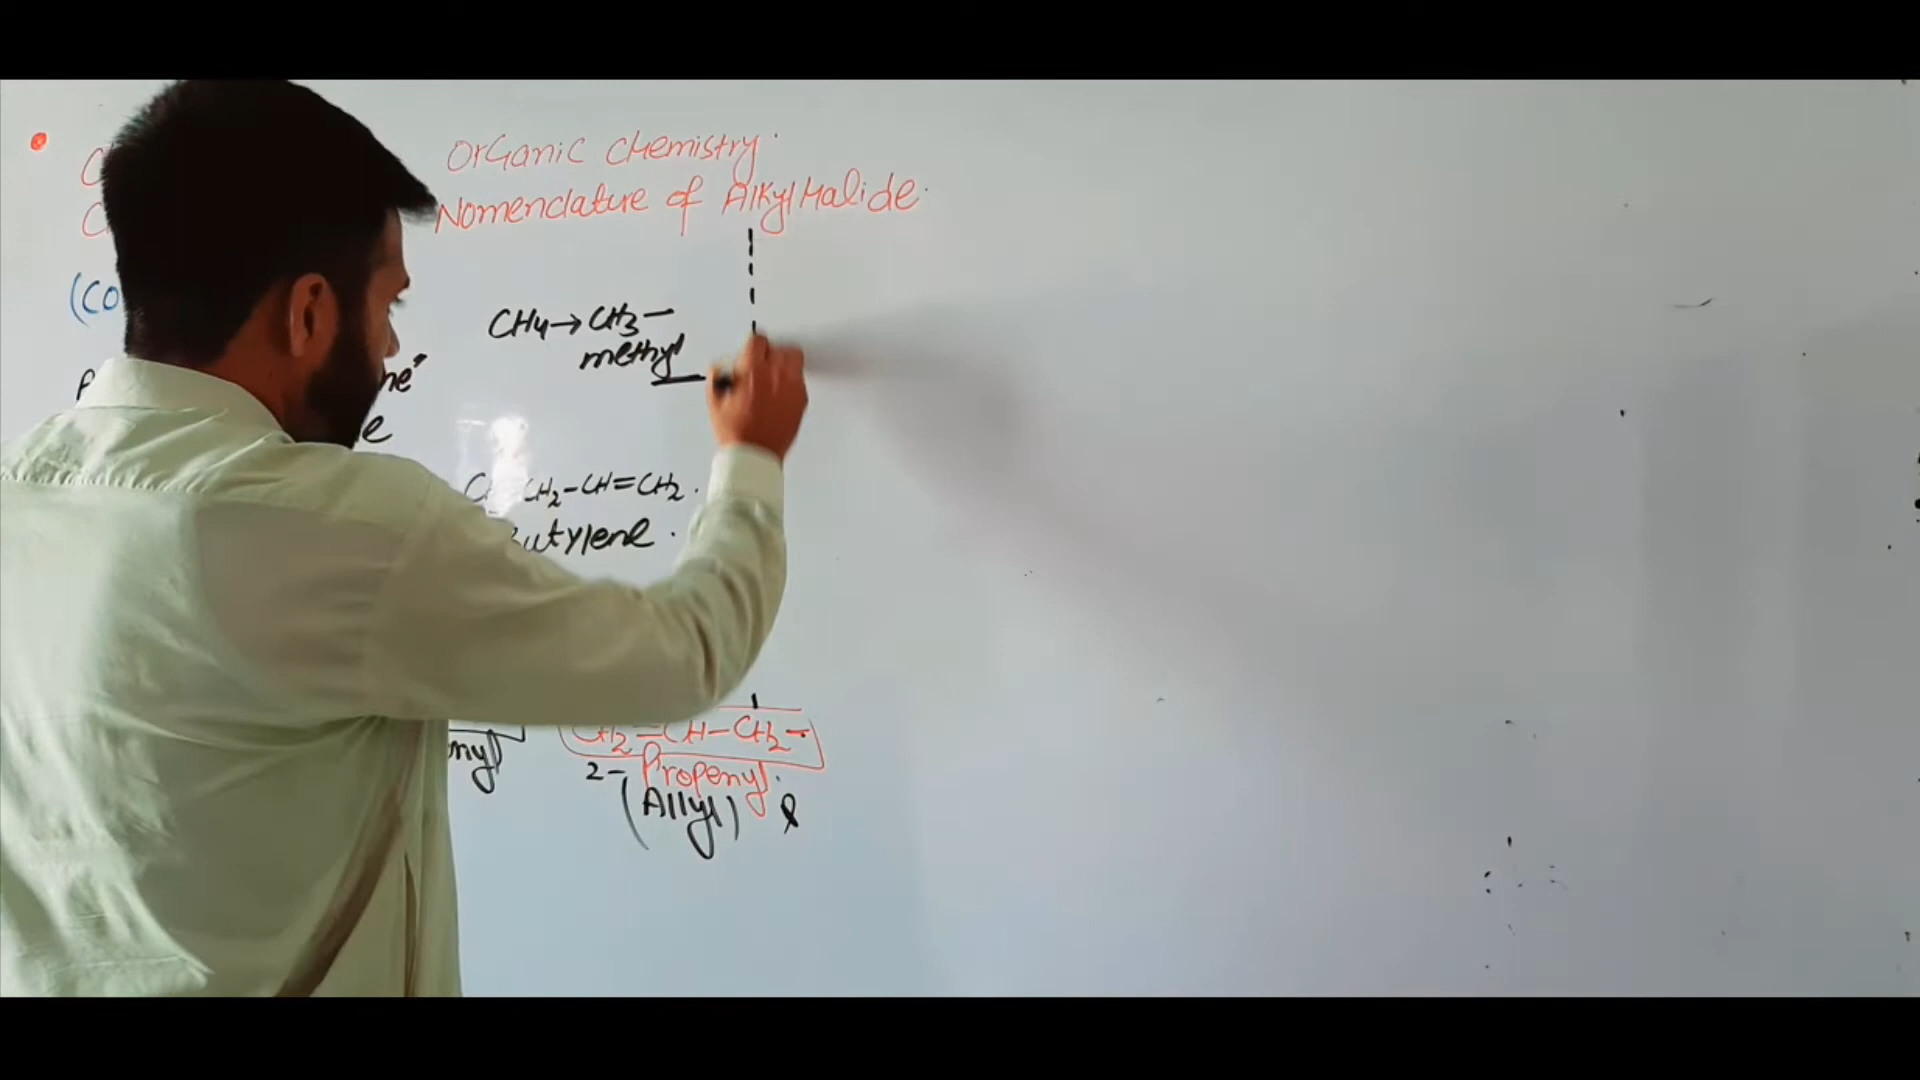 Organic Chemistry.
Nomenclature of Alkyl Halide.
(Co
CH4→CH3-
methyl
CH2-CH=CH2.
Butylene.
CH2=CH-CH2-
2-Propenyl.
(Allyl)